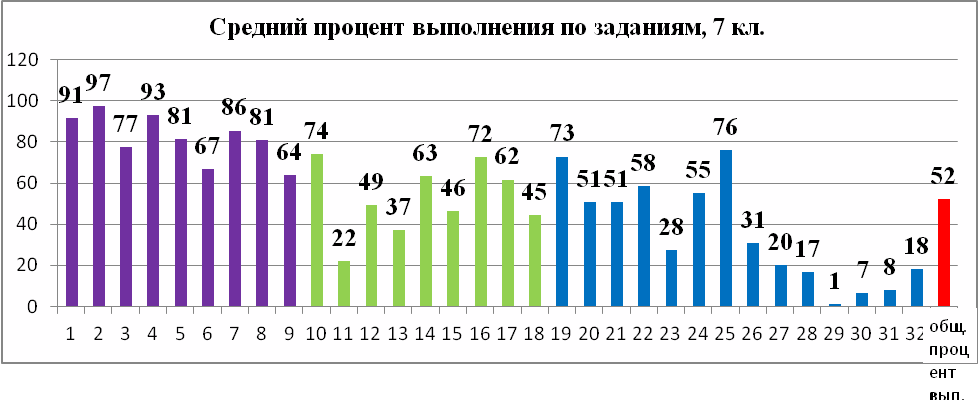 Средний процент выполнения по заданиям, 7 кл.
120
100
80
60
40
20
0
91 97 77 93 81 67 86 81 64 74 22 49 37 63 46 72 62 45 73 51 51 58 28 55 76 31 20 17 1 7 8 18 52
1 2 3 4 5 6 7 8 9 10 11 12 13 14 15 16 17 18 19 20 21 22 23 24 25 26 27 28 29 30 31 32
общ.
проц
ент
вып.